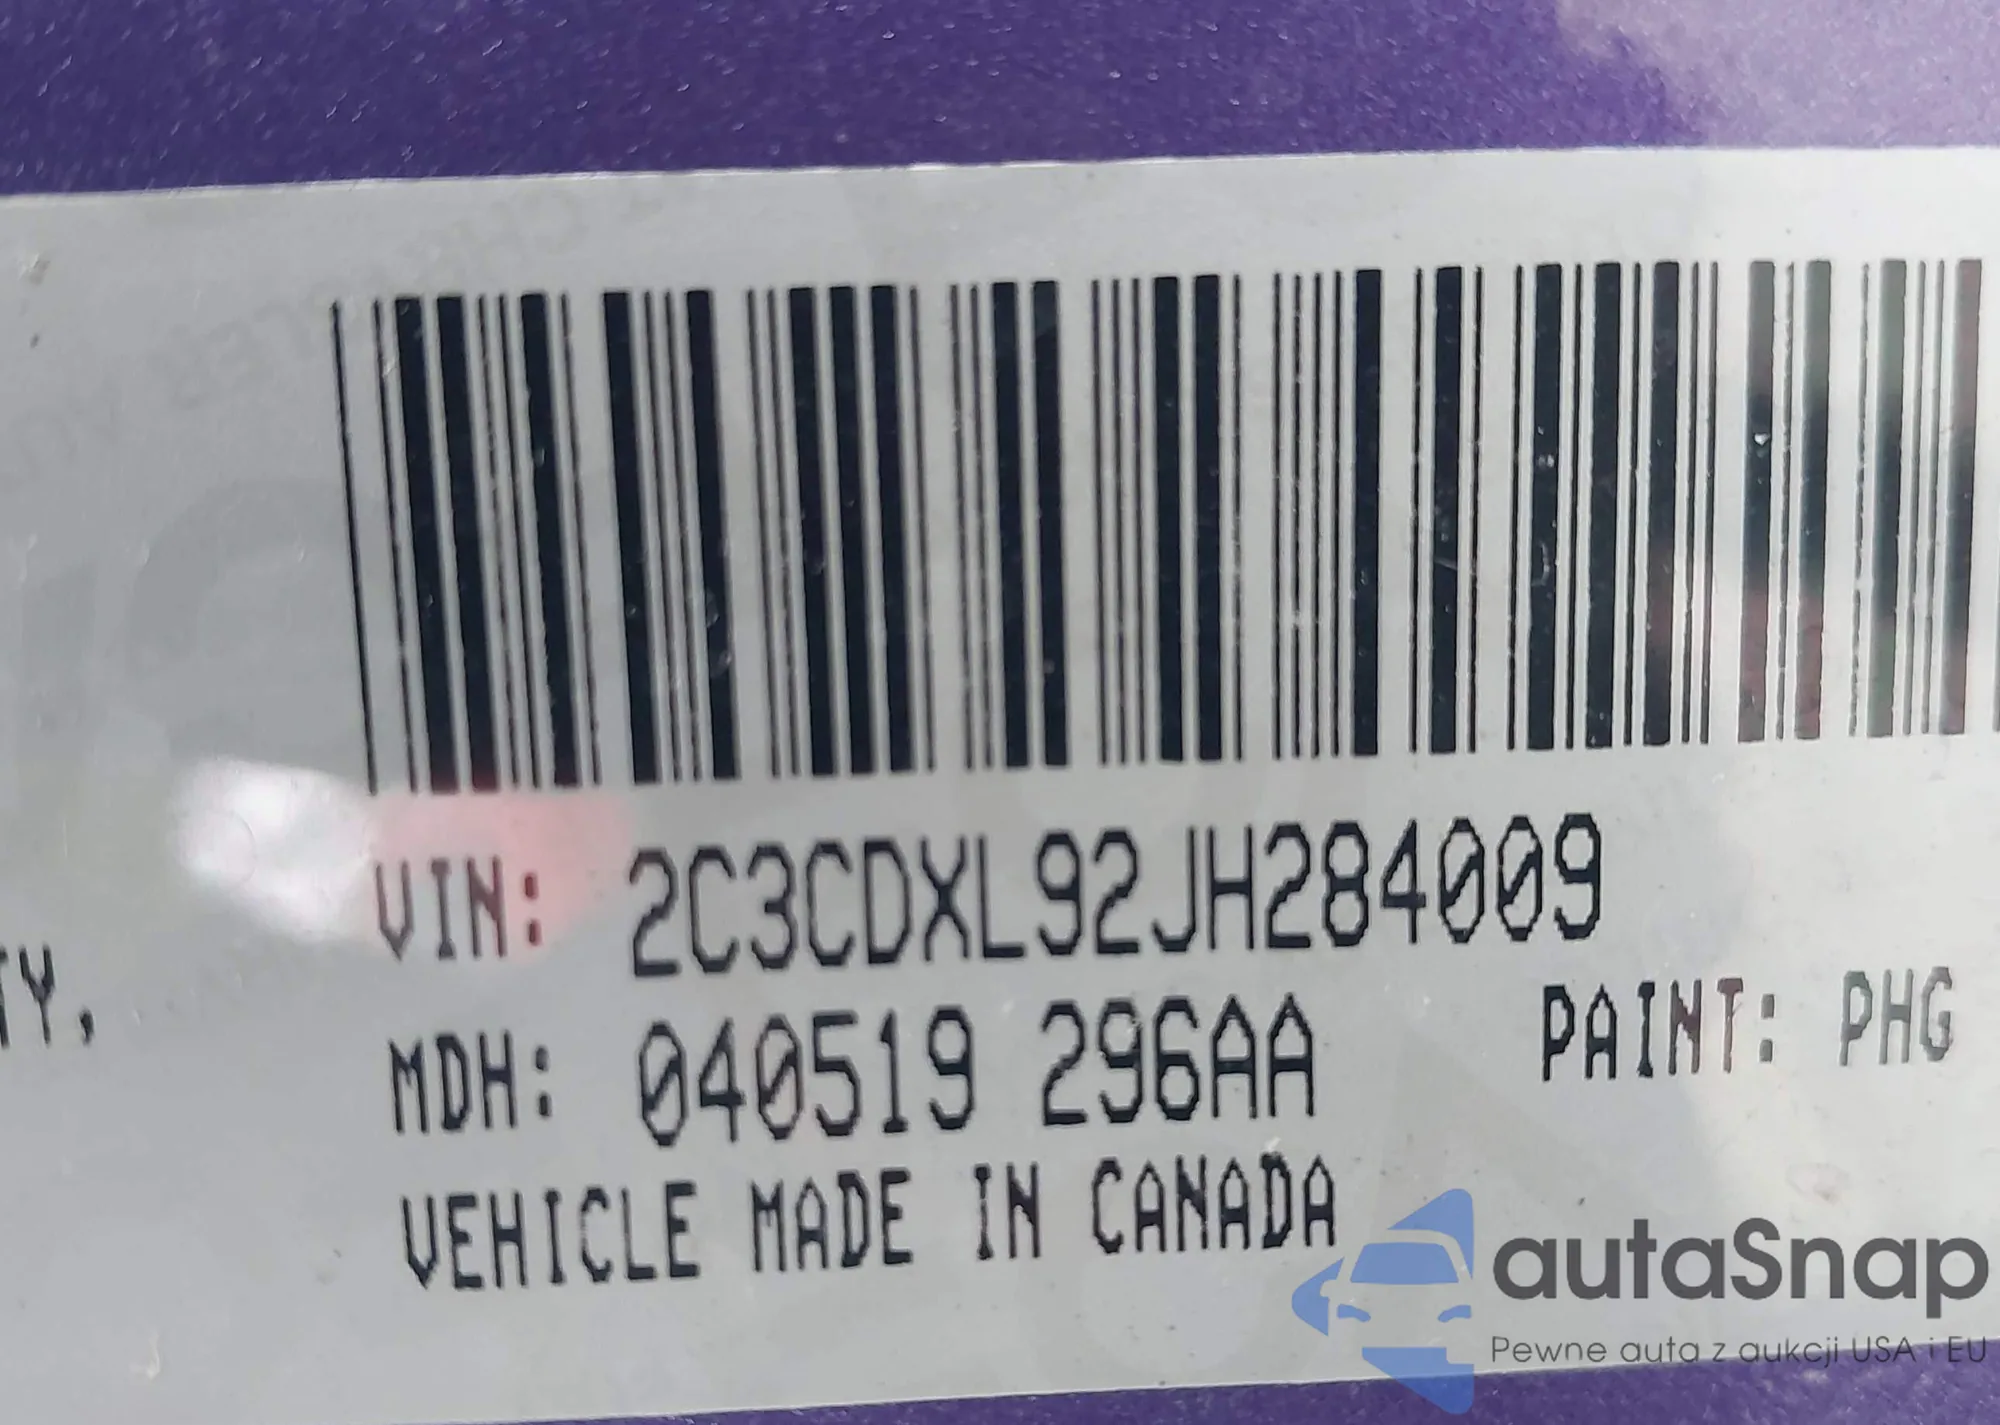 VIN: 2C3CDXL92JH284009
TY,
MDH: 040519 296AA PAINT: PHG
VEHICLE MADE IN CANADA
autaSnap
Pewne auta z aukcji USA i EU